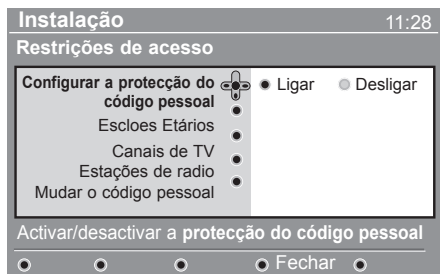 Instalação 11:28
Restrições de acesso
Configurar a protecção do
código pessoal
Ligar Desligar
Escloes Etários
Canais de TV
Estações de radio
Mudar o código pessoal
Activar/desactivar a protecção do código pessoal
Fechar